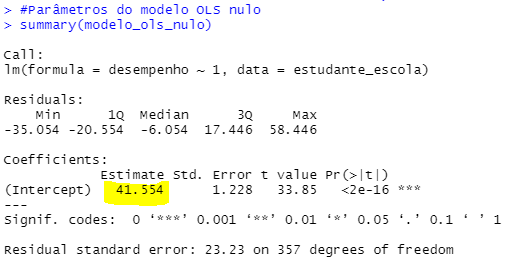 > #Parâmetros do modelo OLS nulo
> summary(modelo_ols_nulo)
Call:
lm(formula = desempenho ~ 1, data = estudante_escola)
Residuals:
Min 1Q Median 3Q Max
-35.054 -20.554 -6.054 17.446 58.446
Coefficients:
Estimate Std. Error t value Pr(>|t|)
(Intercept) 41.554 1.228 33.85 <2e-16 ***
---
Signif. codes: 0 ‘***’ 0.001 ‘**’ 0.01 ‘*’ 0.05 ‘.’ 0.1 ‘ ’ 1
Residual standard error: 23.23 on 357 degrees of freedom